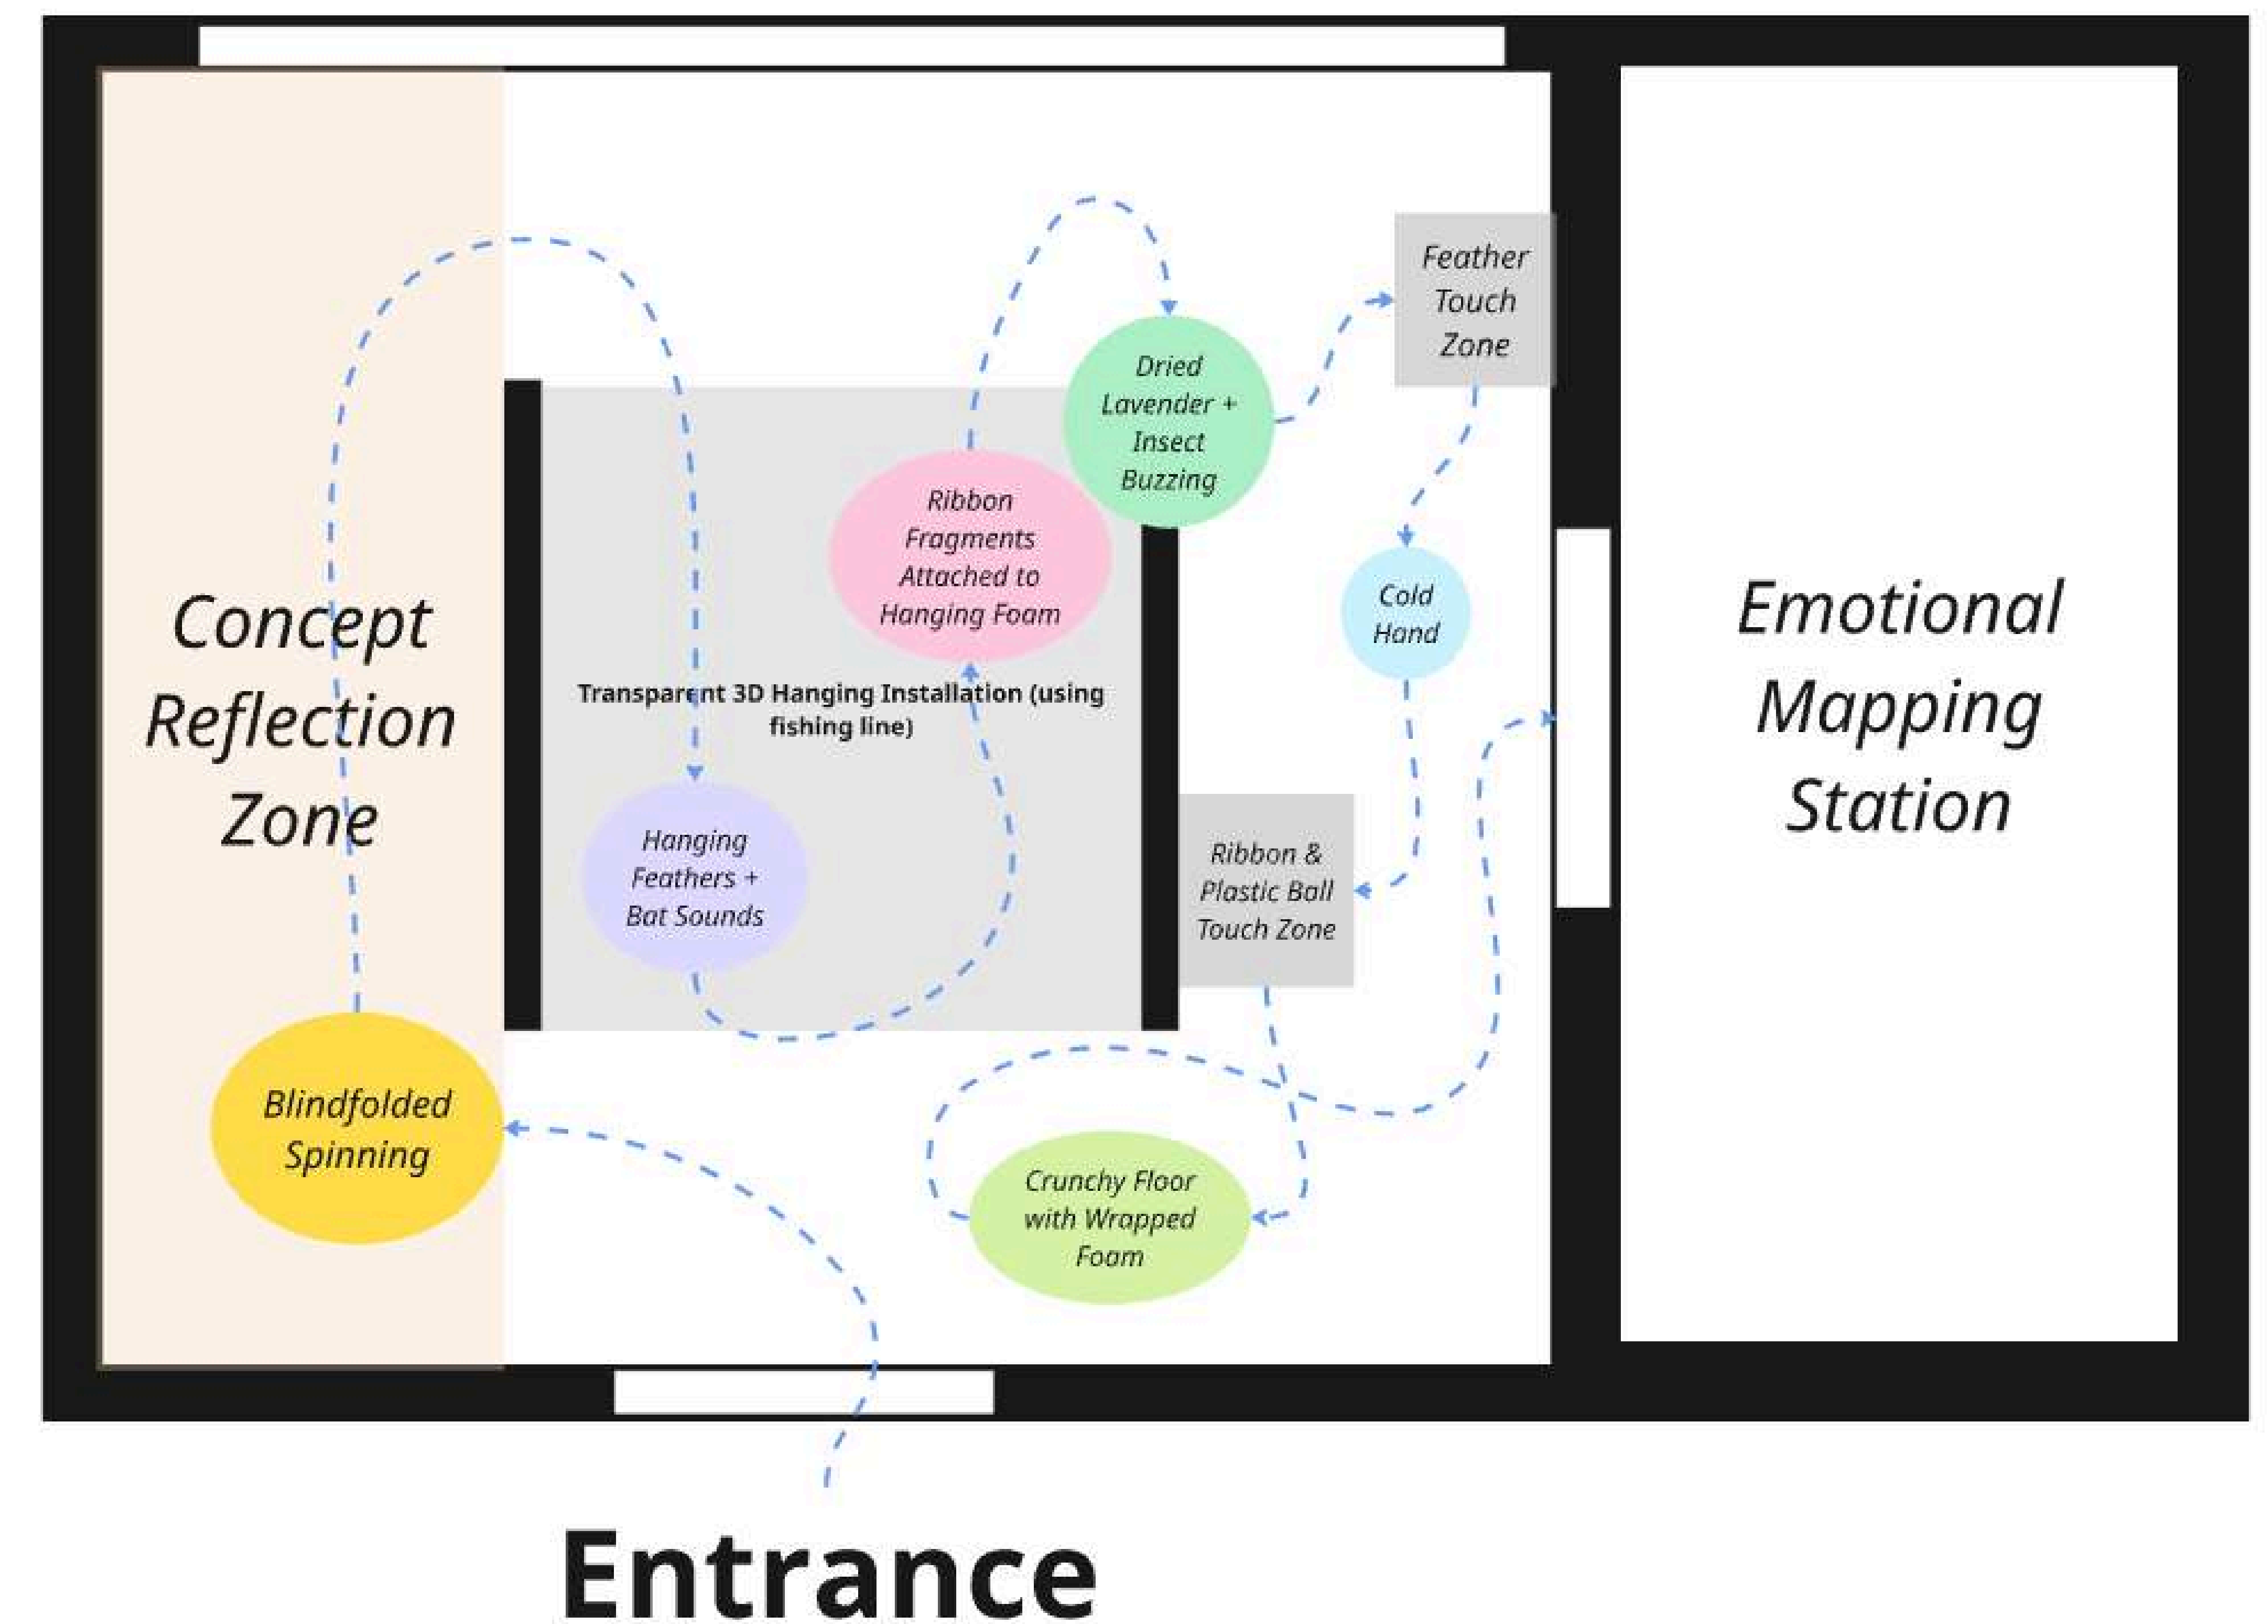 Feather
Touch
Zone
Dried
Lavender +
Insect
Buzzing
Ribbon
Fragments
Attached to
Hanging Foam
Cold
Hand
Concept
Reflection
Zone
Emotional
Mapping
Station
Transparent 3D Hanging Installation (using
fishing line)
Hanging
Feathers +
Bat Sounds
Ribbon &
Plastic Ball
Touch Zone
Blindfolded
Spinning
Crunchy Floor
with Wrapped
Foam
Entrance